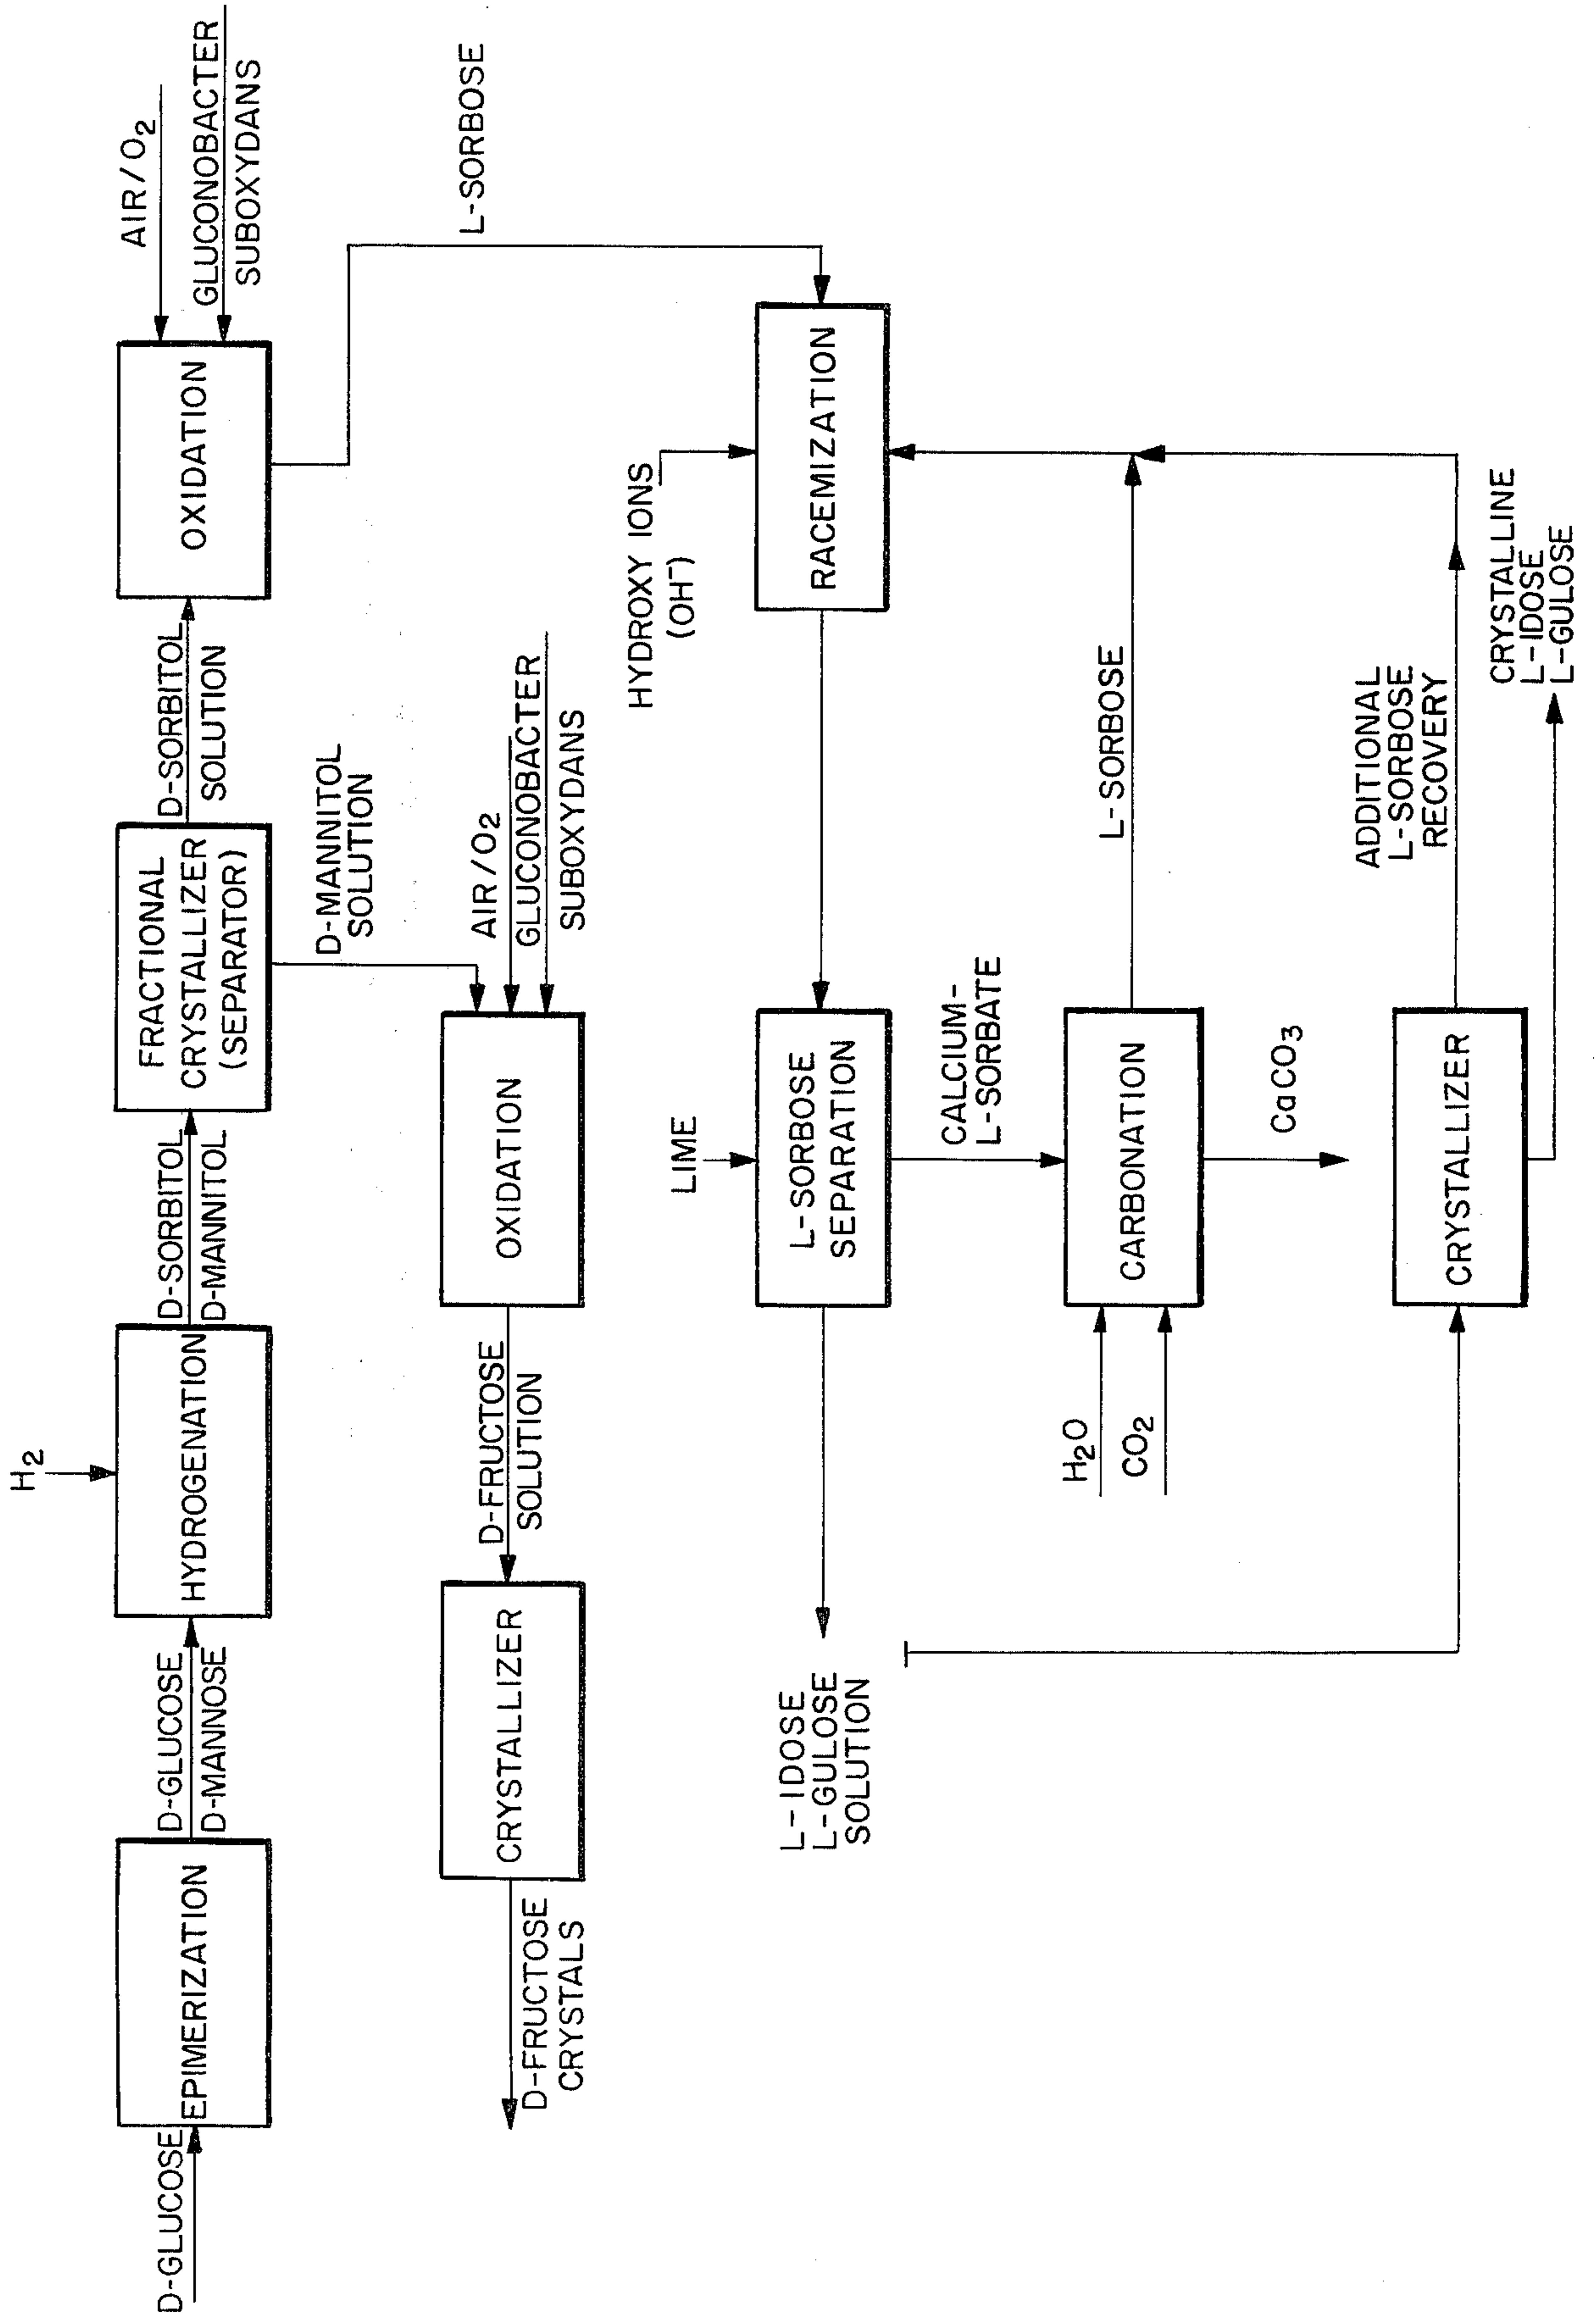 D-GLUCOSE
EPIMERIZATION
D-GLUCOSE
D-MANNOSE
H2
HYDROGENATION
D-SORBITOL
D-MANNITOL
FRACTIONAL
CRYSTALLIZER
(SEPARATOR)
D-SORBITOL
SOLUTION
OXIDATION
AIR/O2
GLUCONOBACTER
SUBOXYDANS
D-MANNITOL
SOLUTION
AIR/O2
GLUCONOBACTER
SUBOXYDANS
OXIDATION
D-FRUCTOSE
SOLUTION
CRYSTALLIZER
D-FRUCTOSE
CRYSTALS
L-SORBOSE
HYDROXY IONS
(OH-)
RACEMIZATION
LIME
L-SORBOSE
SEPARATION
L-IDOSE
L-GULOSE
SOLUTION
CALCIUM-
L-SORBATE
H2O
CO2
CARBONATION
L-SORBOSE
CaCO3
CRYSTALLIZER
ADDITIONAL
L-SORBOSE
RECOVERY
CRYSTALLINE
L-IDOSE
L-GULOSE